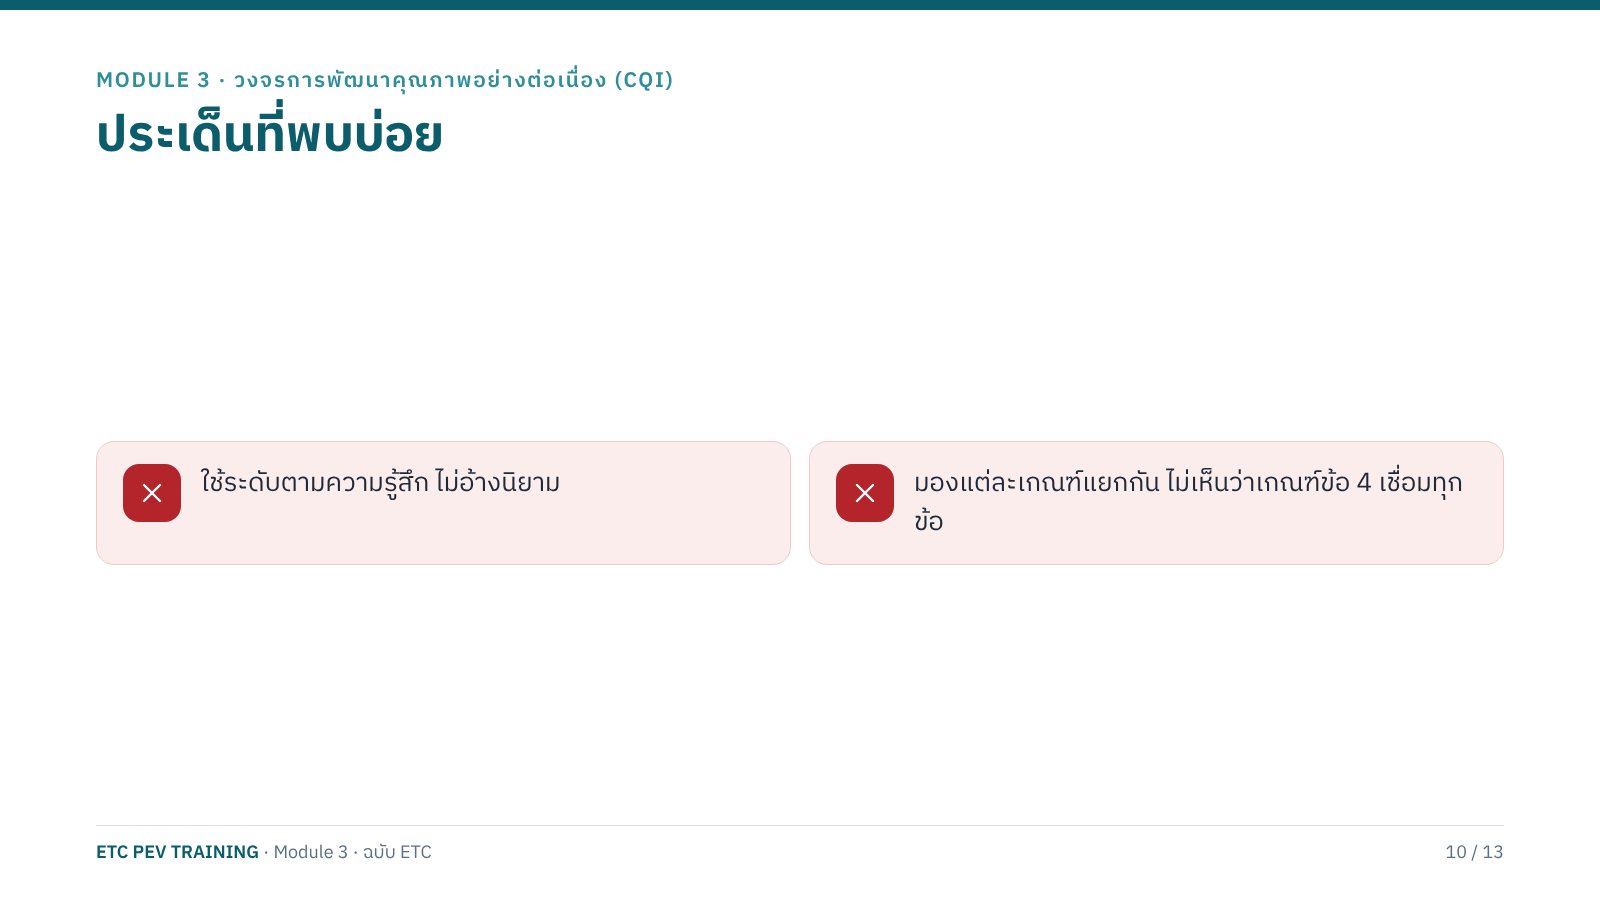 MODULE 3 · วงจรการพัฒนาคุณภาพอย่างต่อเนื่อง (CQI)
ประเด็นที่พบบ่อย
ใช้ระดับตามความรู้สึก ไม่อ้างนิยาม
มองแต่ละเกณฑ์แยกกัน ไม่เห็นว่าเกณฑ์ข้อ 4 เชื่อมทุก
ข้อ
ETC PEV TRAINING · Module 3 · ฉบับ ETC
10 / 13